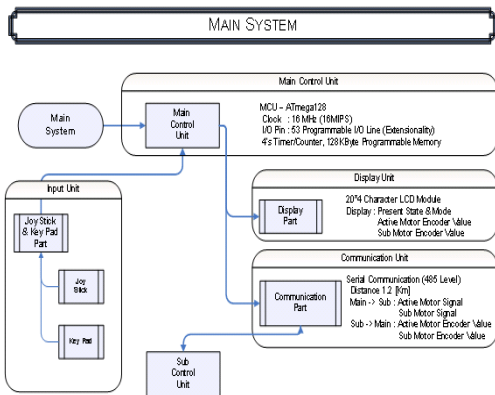 MAIN SYSTEM
Main Control Unit
Main
System
Main
Control
Unit
MCU - ATmega128
Clock : 16 MHz (16MIPS)
I/O Pin : 53 Programmable I/O Line (Extensionality)
4's Timer/Counter, 128KByte Programmable Memory
Input Unit
Joy Stick
& Key Pad
Part
Joy
Stick
Key Pad
Display Unit
Display
Part
20*4 Character LCD Module
Display : Present State & Mode
Active Motor Encoder Value
Sub Motor Encoder Value
Communication Unit
Communication
Part
Serial Communication (485 Level)
Distance 1.2 [Km]
Main -> Sub : Active Motor Signal
Sub Motor Signal
Sub -> Main : Active Motor Encoder Value
Sub Motor Encoder Value
Sub
Control
Unit